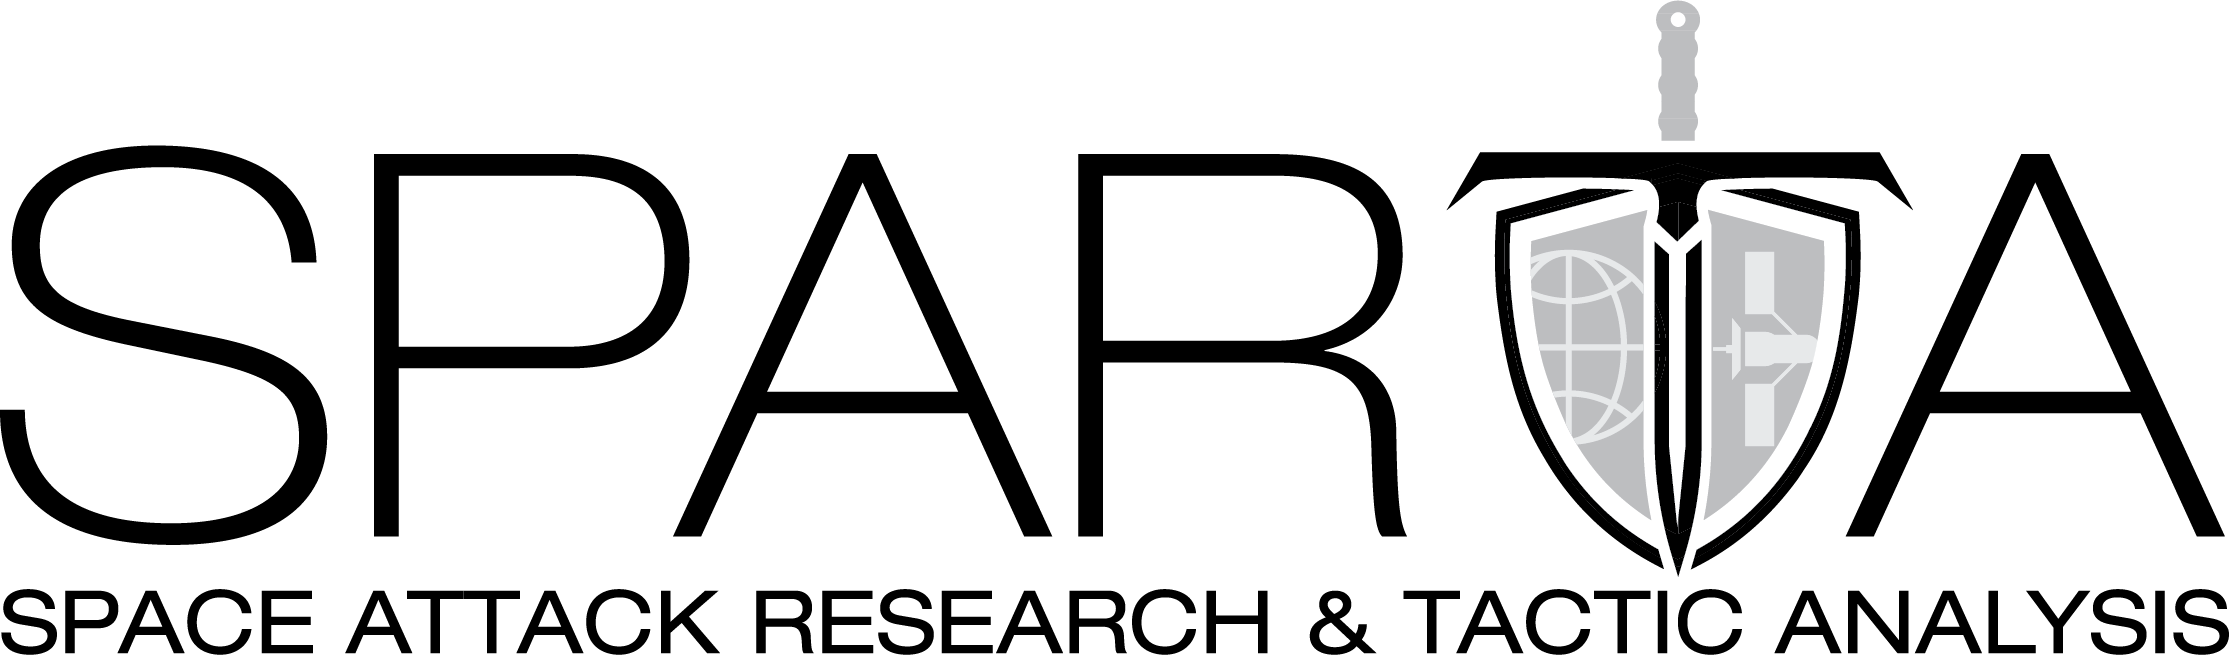 SPARTA
SPACE ATTACK RESEARCH & TACTIC ANALYSIS